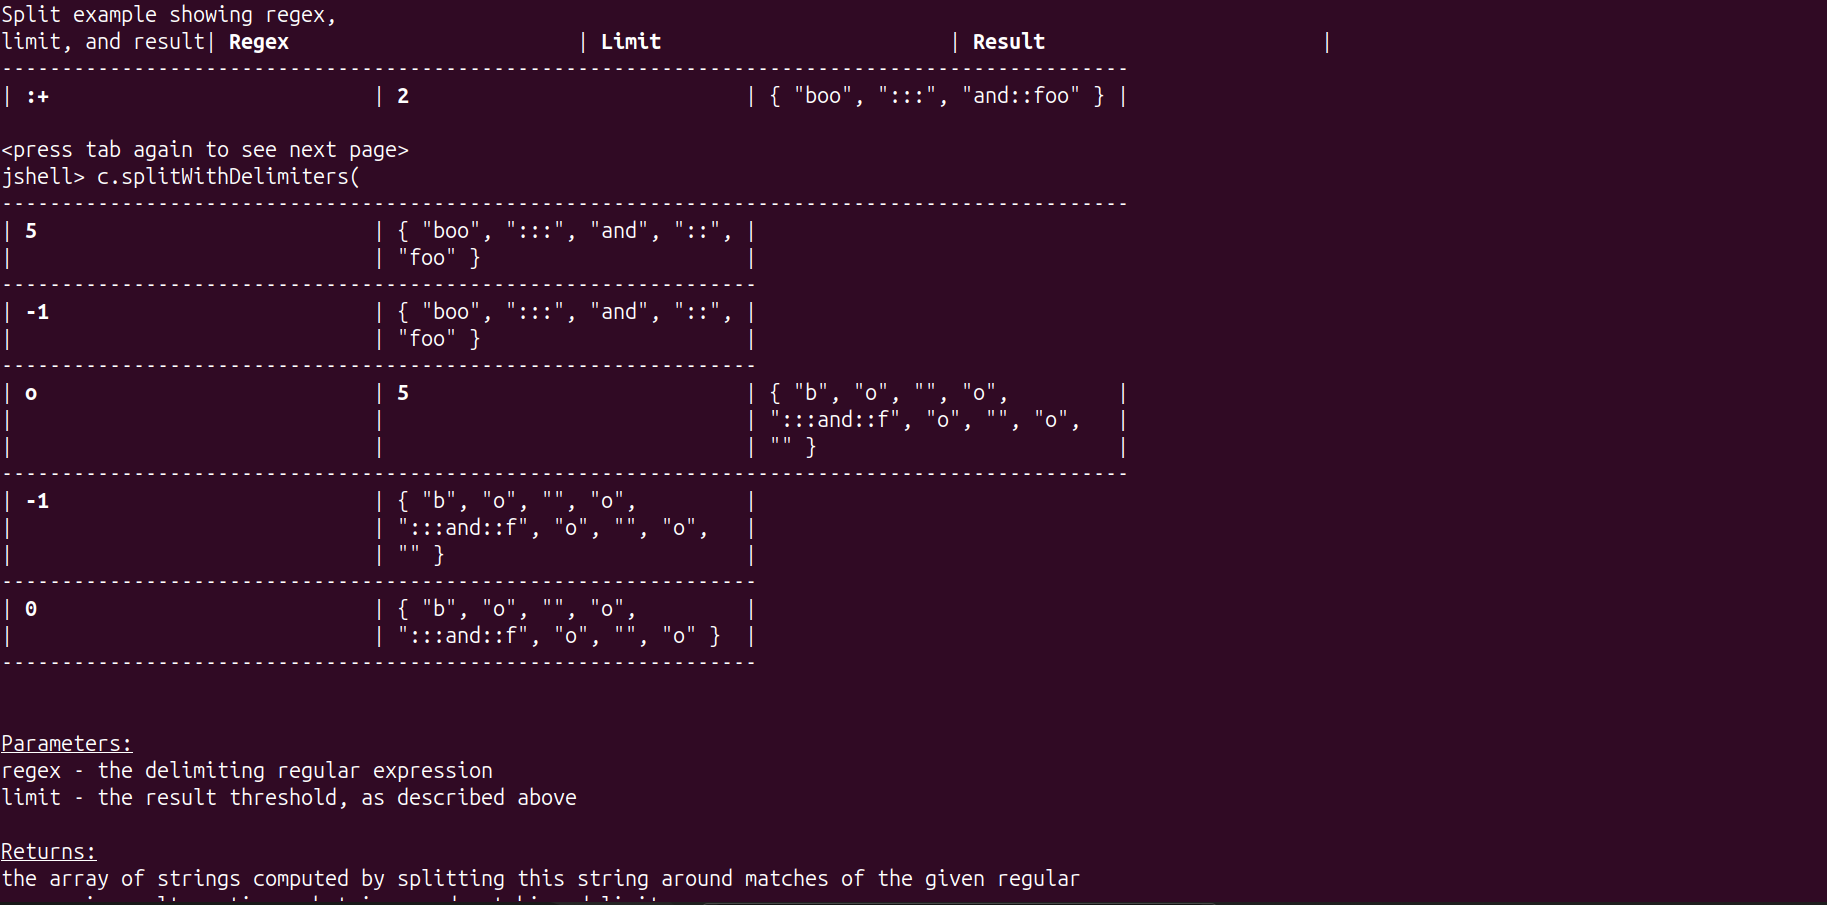 Split example showing regex,
limit, and result| Regex | Limit | Result |
----------------------------------------------------------------------------------------------
| :+ | 2 | { "boo", ":::", "and::foo" } |
<press tab again to see next page>
jshell> c.splitWithDelimiters(
----------------------------------------------------------------------------------------------
| 5 | { "boo", ":::", "and", "::", |
| | "foo" } |
---------------------------------------------------------------
| -1 | { "boo", ":::", "and", "::", |
| | "foo" } |
---------------------------------------------------------------
| o | 5 | { "b", "o", "", "o", |
| | | ":::and::f", "o", "", "o", |
| | | "" } |
----------------------------------------------------------------------------------------------
| -1 | { "b", "o", "", "o", |
| | ":::and::f", "o", "", "o", |
| | "" } |
---------------------------------------------------------------
| 0 | { "b", "o", "", "o", |
| | ":::and::f", "o", "", "o" } |
---------------------------------------------------------------
Parameters:
regex - the delimiting regular expression
limit - the result threshold, as described above
Returns:
the array of strings computed by splitting this string around matches of the given regular